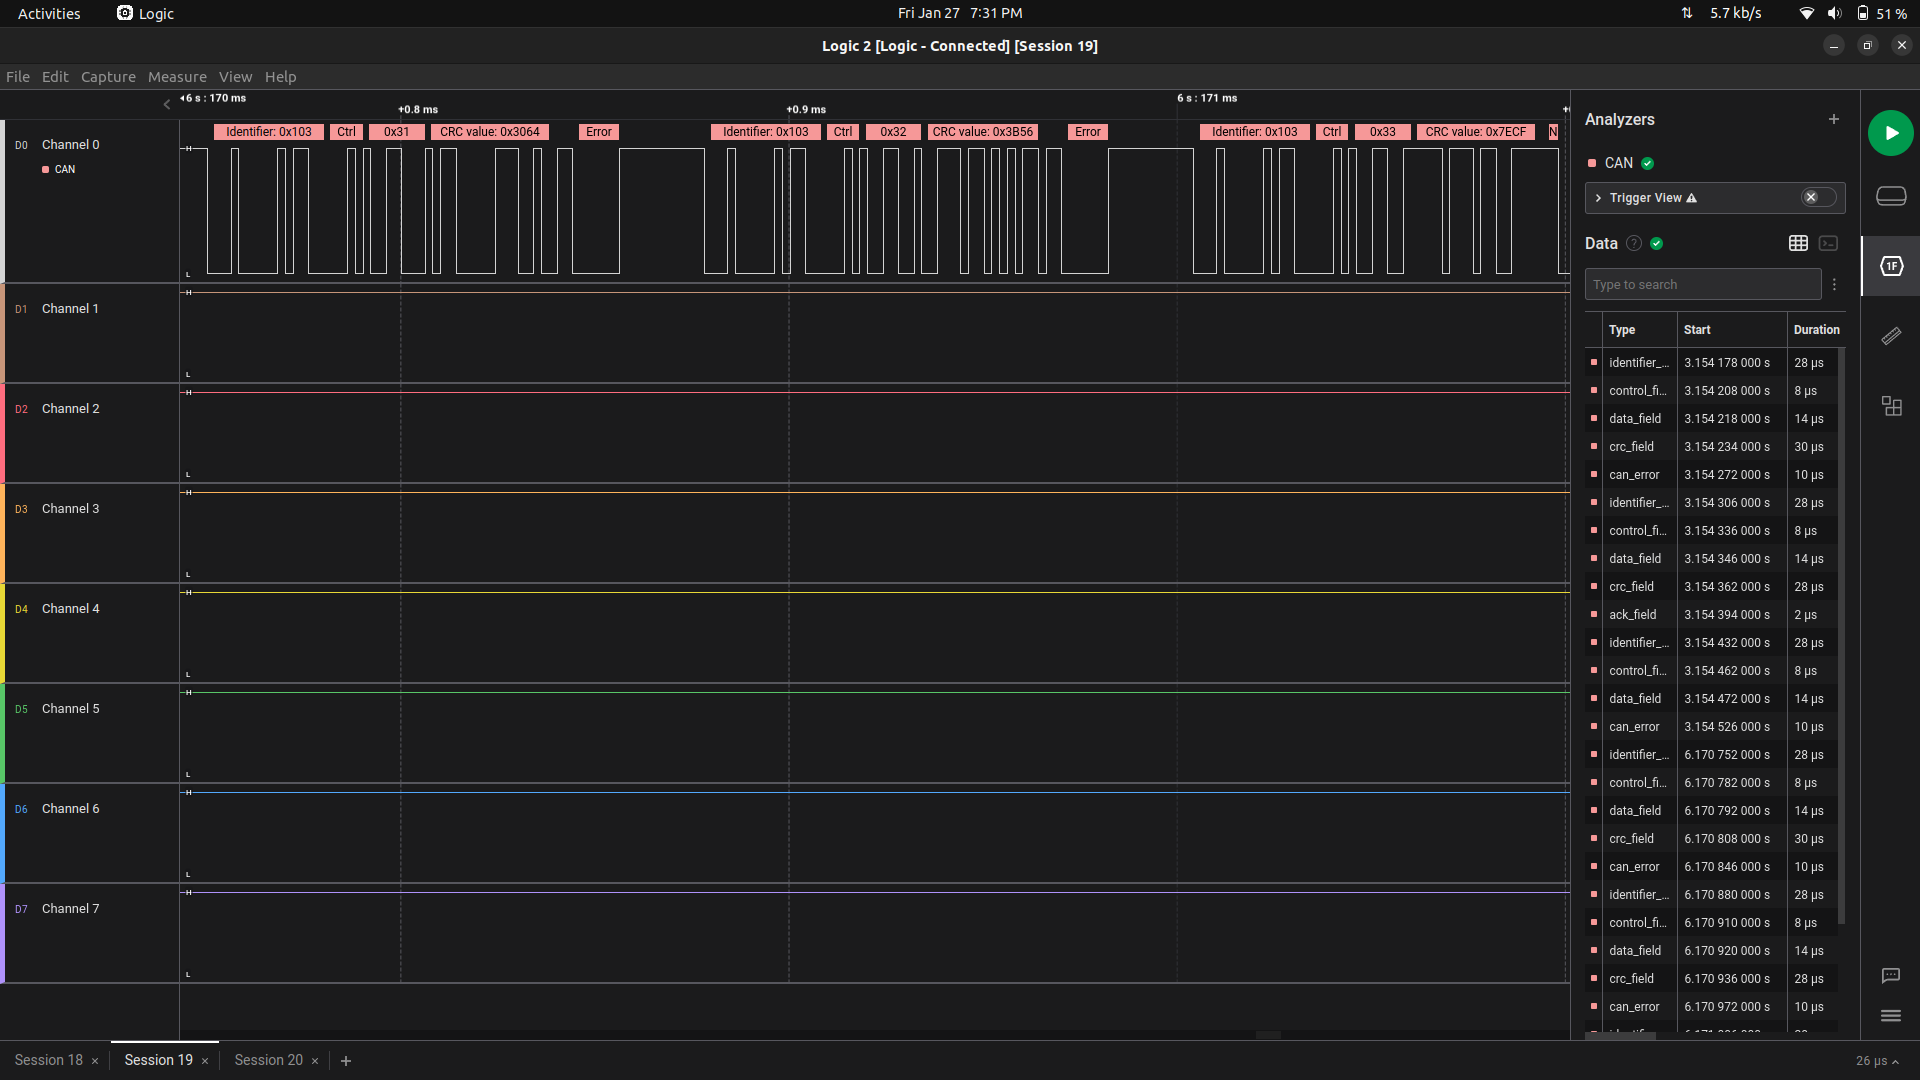 Activities Logic Fri Jan 27 7:31 PM 5.7 kb/s 51 %
Logic 2 [Logic - Connected] [Session 19]
File Edit Capture Measure View Help
6 s : 170 ms 6 s : 171 ms
+0.8 ms +0.9 ms
Identifier: 0x103 Ctrl 0x31 CRC value: 0x3064 Error Identifier: 0x103 Ctrl 0x32 CRC value: 0x3B56 Error Identifier: 0x103 Ctrl 0x33 CRC value: 0x7ECF N
D0 Channel 0 H
CAN
L
D1 Channel 1 H
L
D2 Channel 2 H
L
D3 Channel 3 H
L
D4 Channel 4 H
L
D5 Channel 5 H
L
D6 Channel 6 H
L
D7 Channel 7 H
L
Analyzers
CAN
Trigger View
Data
Type to search
Type Start Duration
identifier_... 3.154 178 000 s 28 μs
control_fi... 3.154 208 000 s 8 μs
data_field 3.154 218 000 s 14 μs
crc_field 3.154 234 000 s 30 μs
can_error 3.154 272 000 s 10 μs
identifier_... 3.154 306 000 s 28 μs
control_fi... 3.154 336 000 s 8 μs
data_field 3.154 346 000 s 14 μs
crc_field 3.154 362 000 s 28 μs
ack_field 3.154 394 000 s 2 μs
identifier_... 3.154 432 000 s 28 μs
control_fi... 3.154 462 000 s 8 μs
data_field 3.154 472 000 s 14 μs
can_error 3.154 526 000 s 10 μs
identifier_... 6.170 752 000 s 28 μs
control_fi... 6.170 782 000 s 8 μs
data_field 6.170 792 000 s 14 μs
crc_field 6.170 808 000 s 30 μs
can_error 6.170 846 000 s 10 μs
identifier_... 6.170 880 000 s 28 μs
control_fi... 6.170 910 000 s 8 μs
data_field 6.170 920 000 s 14 μs
crc_field 6.170 936 000 s 28 μs
can_error 6.170 972 000 s 10 μs
1F
Session 18 Session 19 Session 20 26 μs